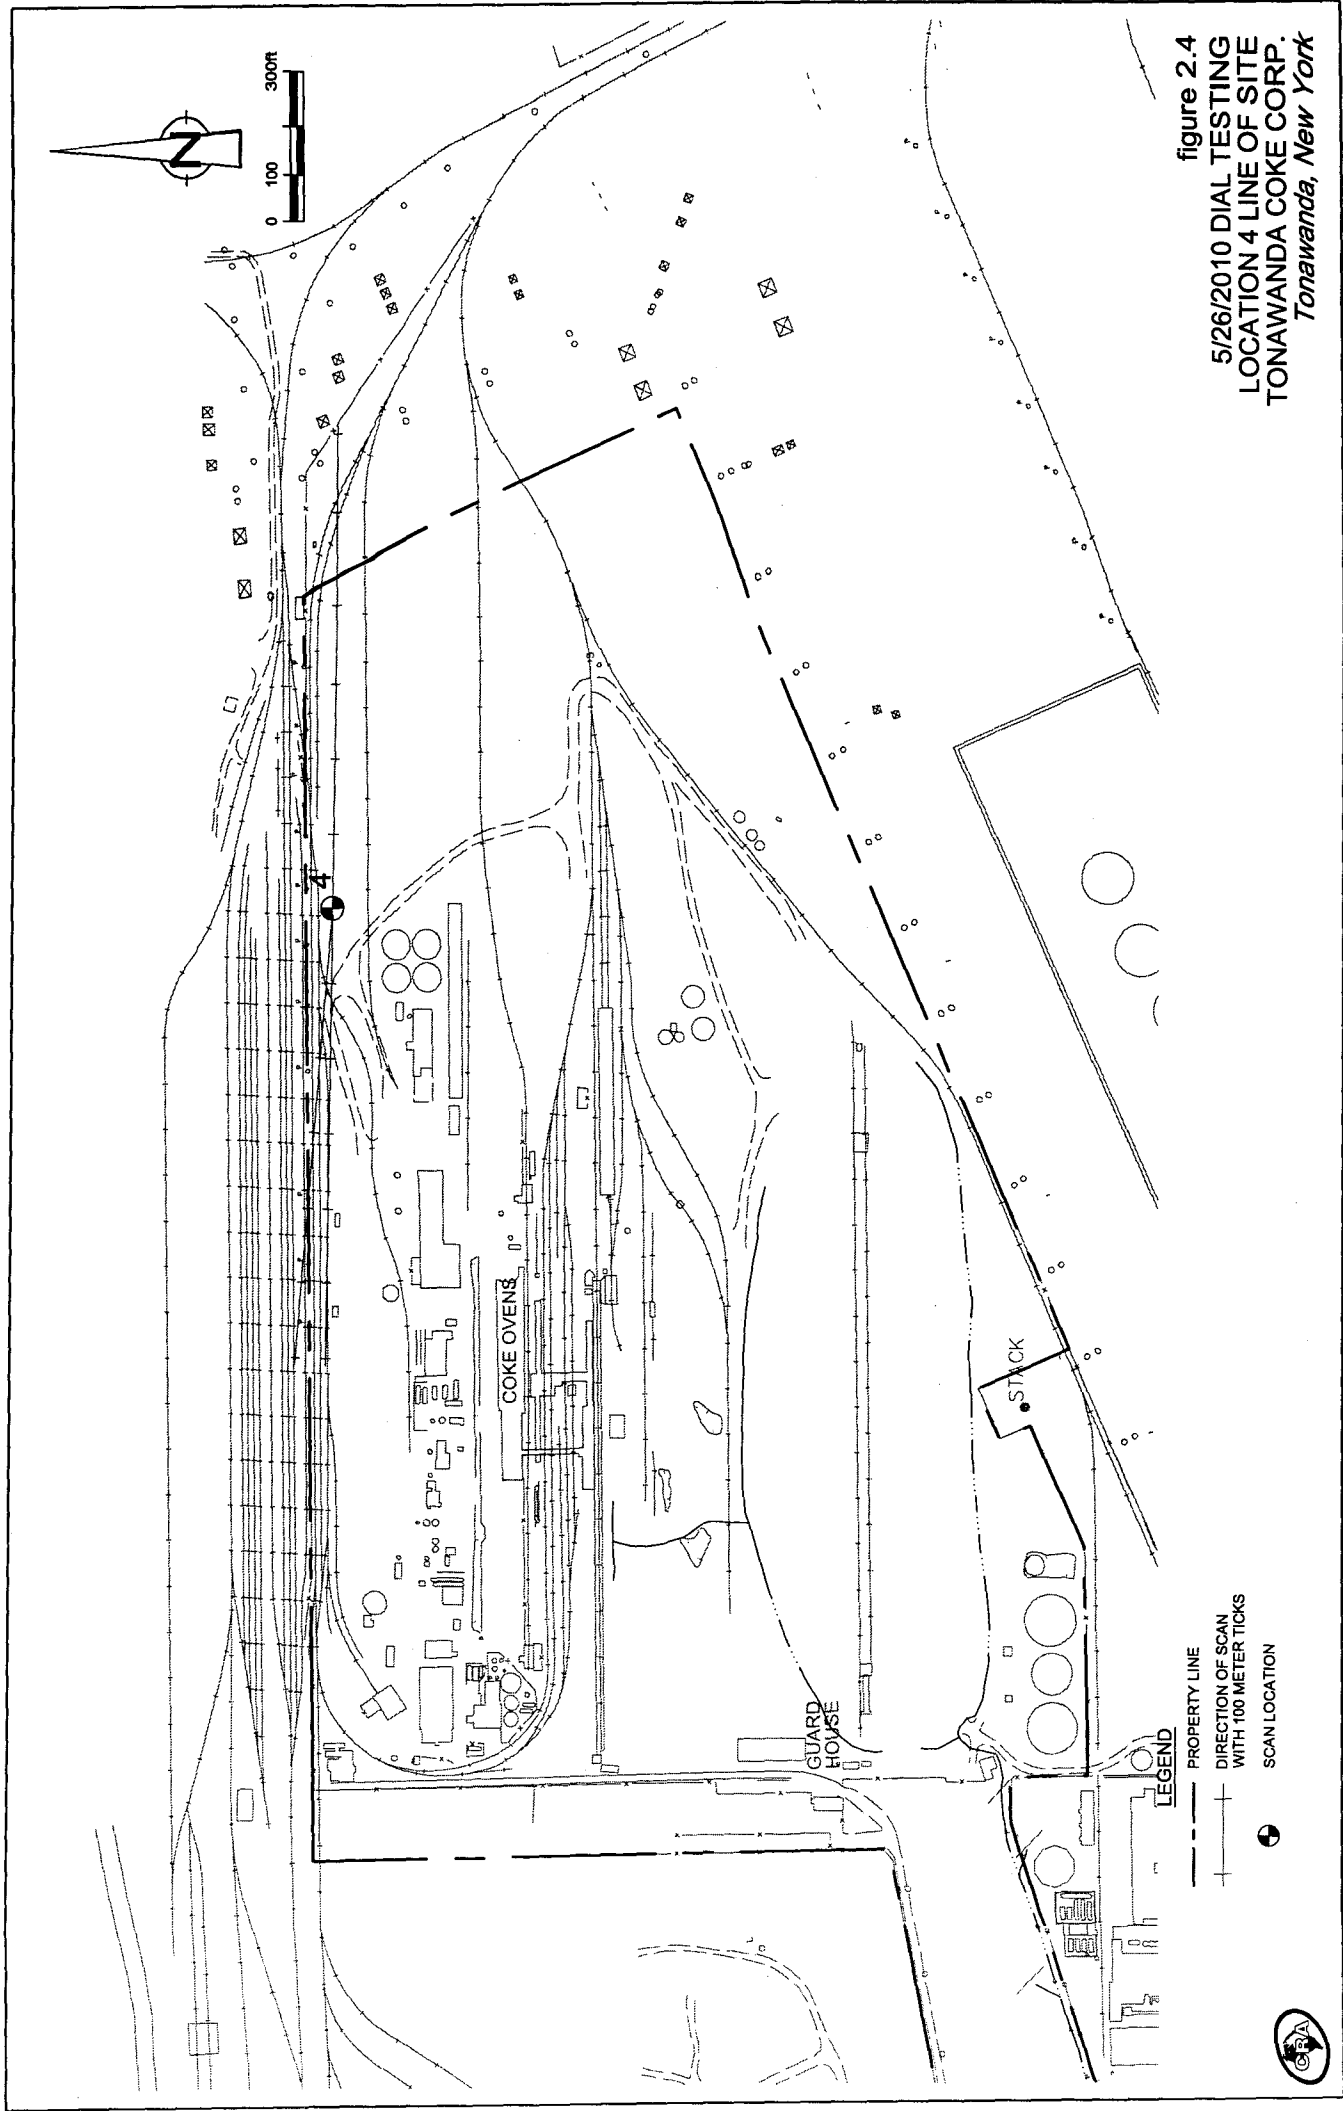 N
0 100 300ft
4
COKE OVENS
STACK
GUARD
HOUSE
LEGEND
PROPERTY LINE
DIRECTION OF SCAN
WITH 100 METER TICKS
SCAN LOCATION
figure 2.4
5/26/2010 DIAL TESTING
LOCATION 4 LINE OF SITE
TONAWANDA COKE CORP.
Tonawanda, New York
CRA